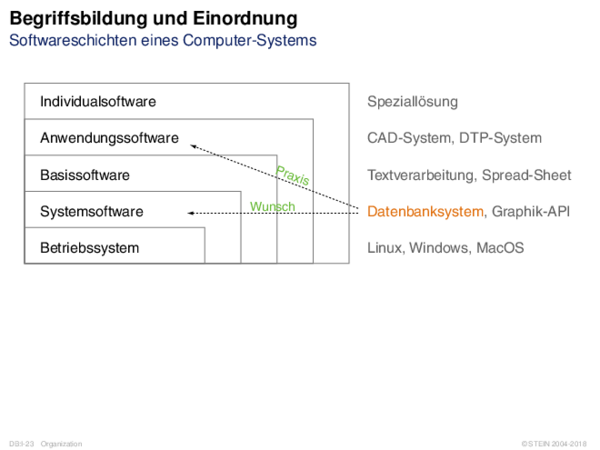 Begriffsbildung und Einordnung
Softwareschichten eines Computer-Systems
Individualsoftware
Speziallösung
Anwendungssoftware
CAD-System, DTP-System
Praxis
Basissoftware
Textverarbeitung, Spread-Sheet
Wunsch
Systemsoftware
Datenbanksystem, Graphik-API
Betriebssystem
Linux, Windows, MacOS
DB:I-23 Organization
© STEIN 2004-2018